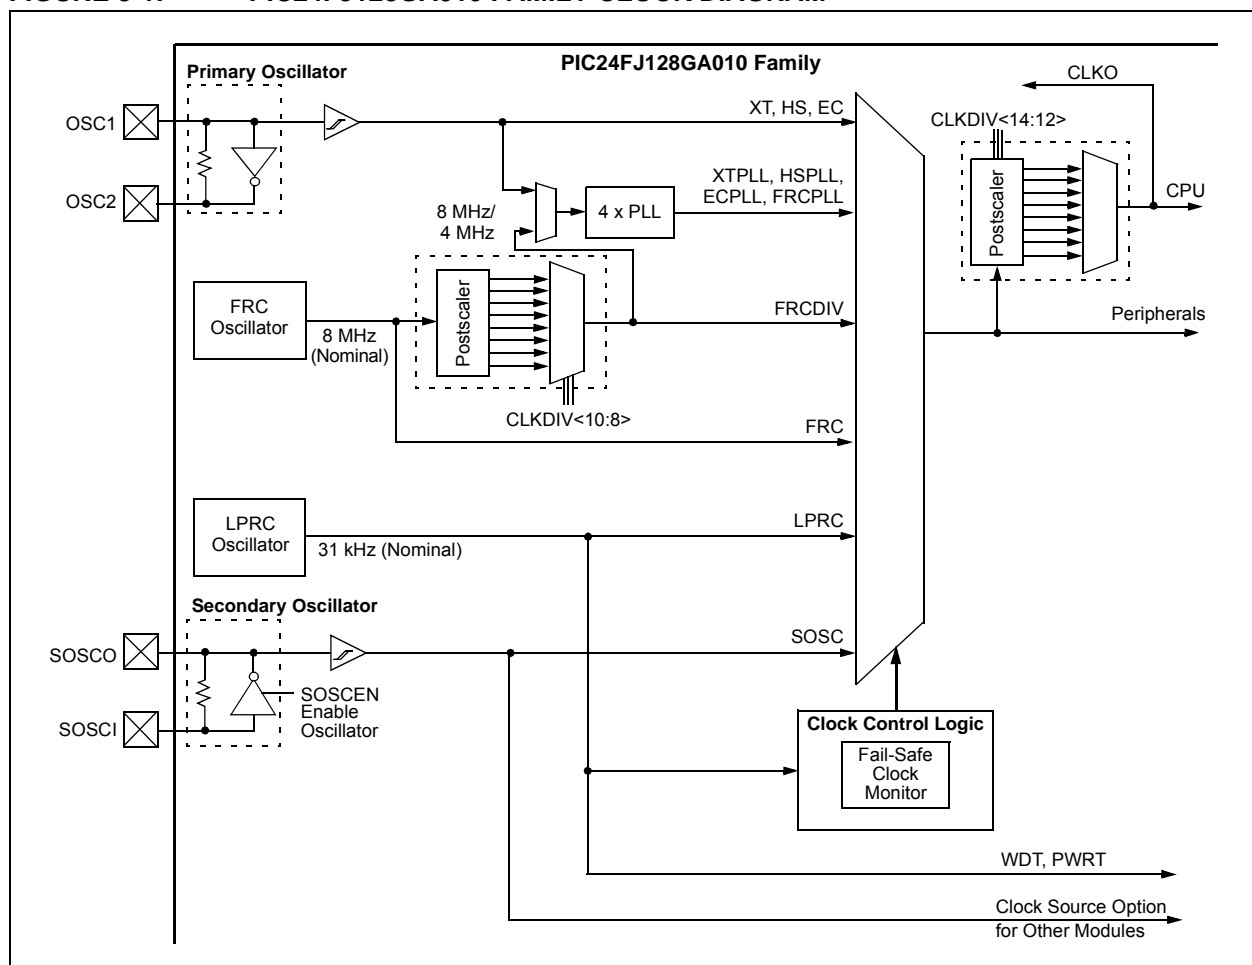 PIC24FJ128GA010 Family
Primary Oscillator
CLKO
OSC1
XT, HS, EC
CLKDIV<14:12>
XTPLL, HSPLL,
ECPLL, FRCPLL
CPU
OSC2
8 MHz/
4 MHz
4 x PLL
Postscaler
FRC
Oscillator
8 MHz
(Nominal)
Postscaler
FRCDIV
Peripherals
CLKDIV<10:8>
FRC
LPRC
Oscillator
31 kHz (Nominal)
LPRC
Secondary Oscillator
SOSCO
SOSC
SOSCEN
Enable
Oscillator
SOSCI
Clock Control Logic
Fail-Safe
Clock
Monitor
WDT, PWRT
Clock Source Option
for Other Modules